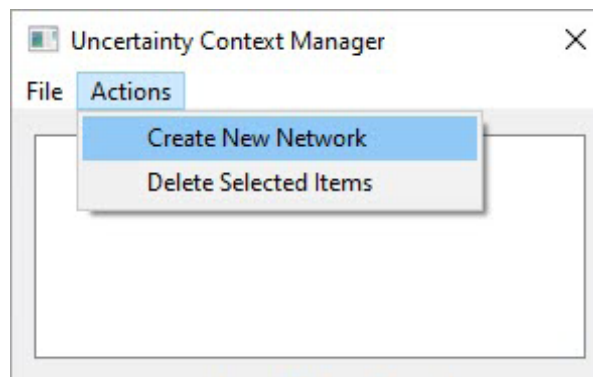 Uncertainty Context Manager
File Actions
Create New Network
Delete Selected Items